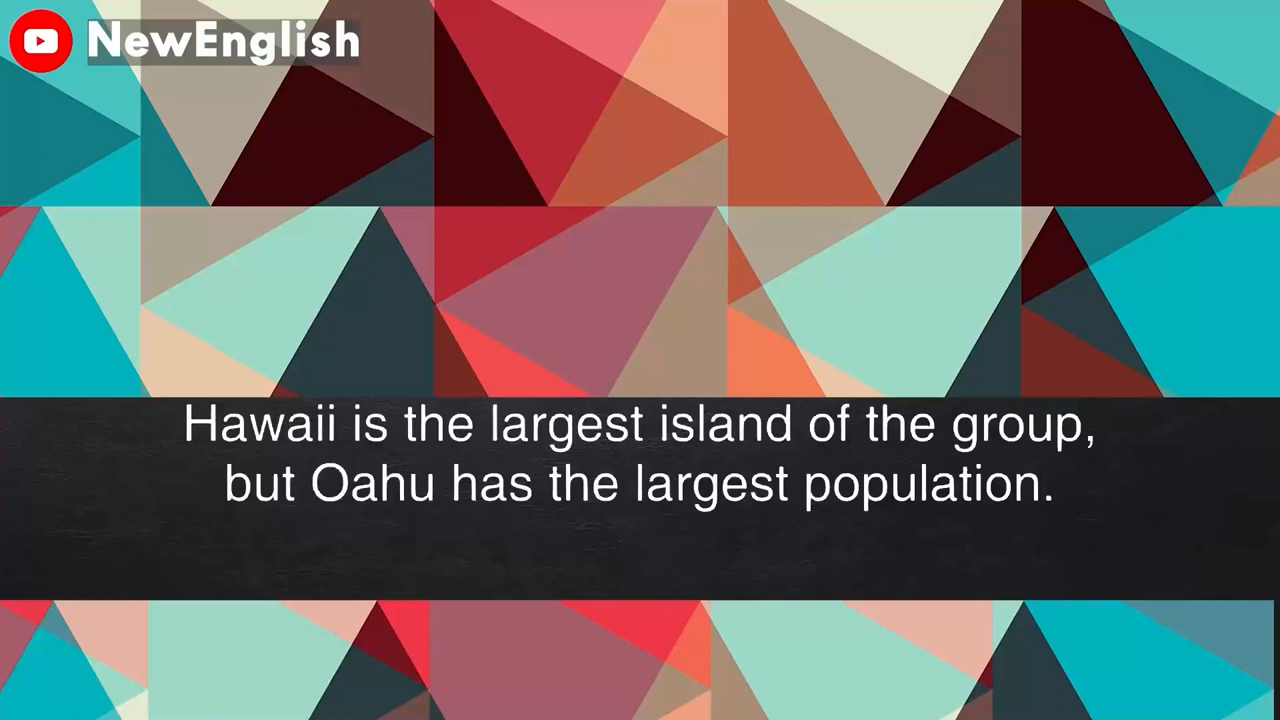 NewEnglish
Hawaii is the largest island of the group,
but Oahu has the largest population.